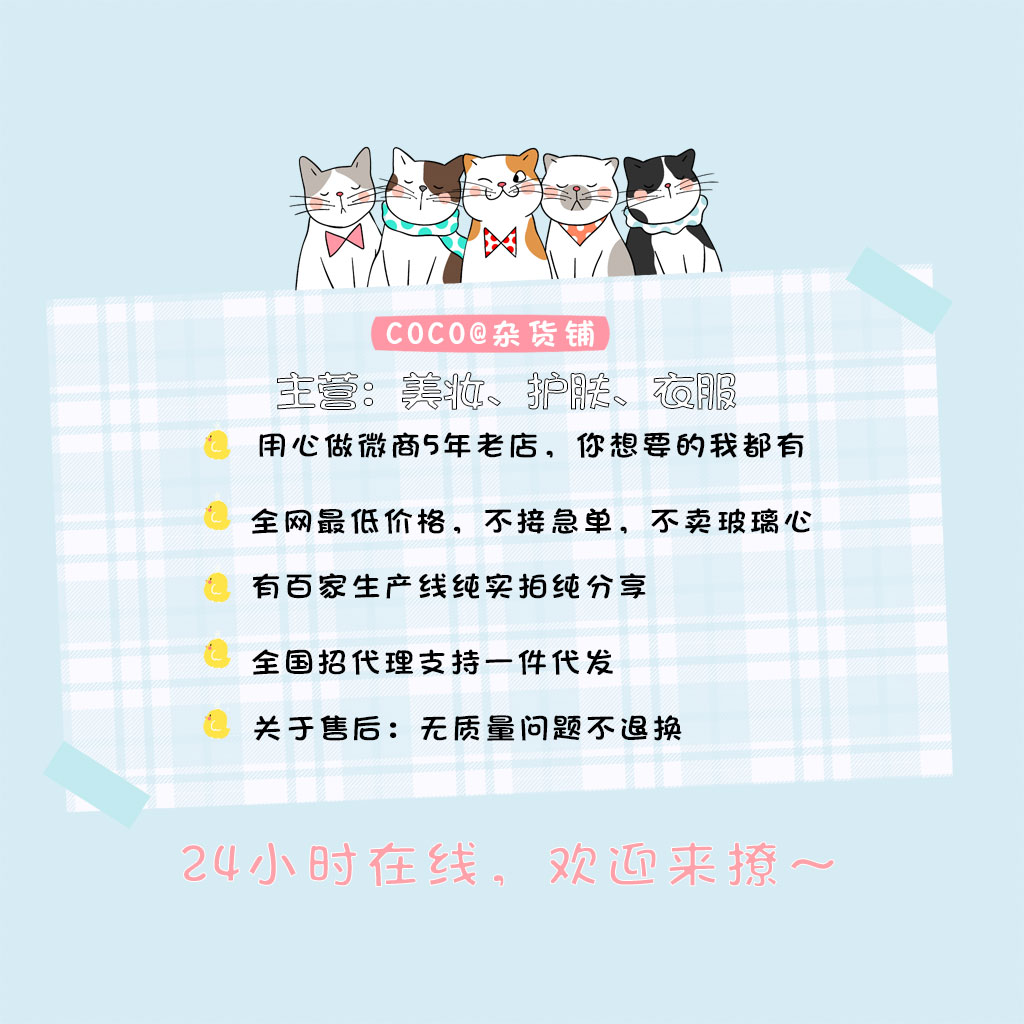 COCO@杂货铺
主营：美妆、护肤、衣服
用心做微商5年老店，你想要的我都有
全网最低价格，不接急单，不卖玻璃心
有百家生产线纯实拍纯分享
全国招代理支持一件代发
关于售后：无质量问题不退换
24小时在线，欢迎来撩～